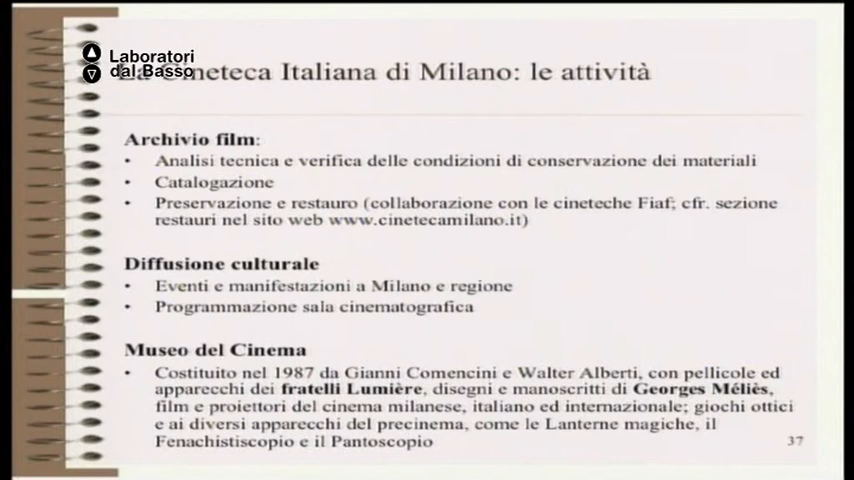 Laboratori
dal Basso
La Cineteca Italiana di Milano: le attività
Archivio film:
• Analisi tecnica e verifica delle condizioni di conservazione dei materiali
• Catalogazione
• Preservazione e restauro (collaborazione con le cineteche Fiaf; cfr. sezione
restauri nel sito web www.cinetecamilano.it)
Diffusione culturale
• Eventi e manifestazioni a Milano e regione
• Programmazione sala cinematografica
Museo del Cinema
• Costituito nel 1987 da Gianni Comencini e Walter Alberti, con pellicole ed
apparecchi dei fratelli Lumière, disegni e manoscritti di Georges Méliès,
film e proiettori del cinema milanese, italiano ed internazionale; giochi ottici
e ai diversi apparecchi del precinema, come le Lanterne magiche, il
Fenachistiscopio e il Pantoscopio
37